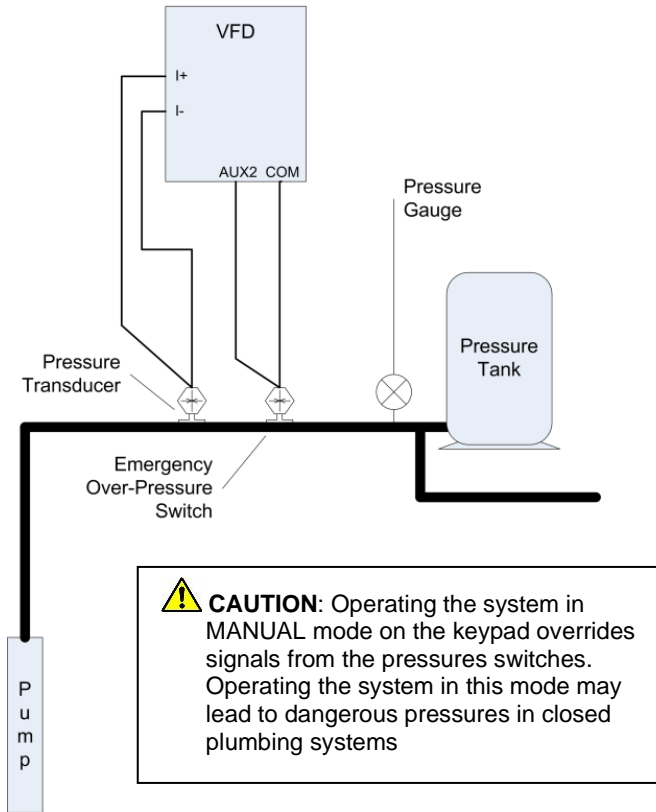 VFD
I+
I-
AUX2 COM
Pressure
Gauge
Pressure
Tank
Pressure
Transducer
Emergency
Over-Pressure
Switch
CAUTION: Operating the system in
MANUAL mode on the keypad overrides
signals from the pressures switches.
Operating the system in this mode may
lead to dangerous pressures in closed
plumbing systems
P
u
m
p